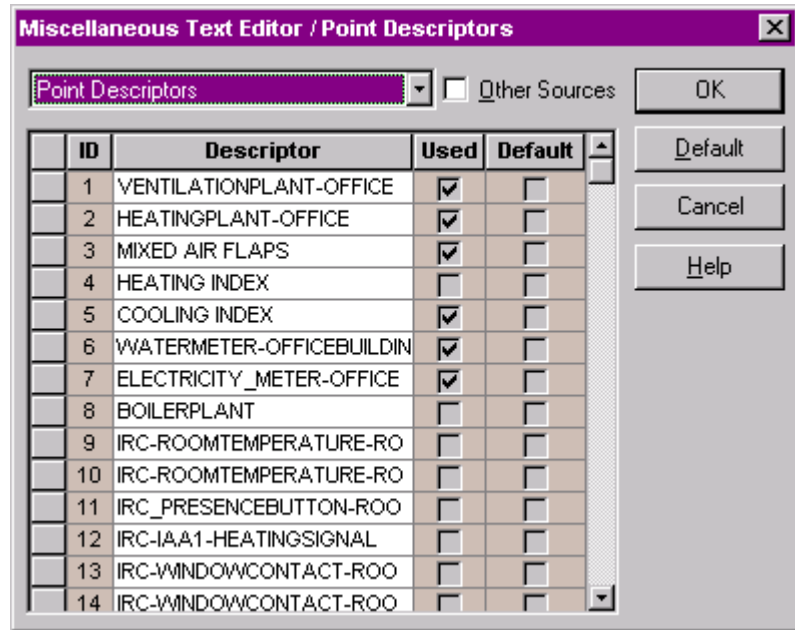 Miscellaneous Text Editor / Point Descriptors
Point Descriptors
Other Sources
OK
Default
Cancel
Help
ID Descriptor Used Default
1 VENTILATIONPLANT-OFFICE
2 HEATINGPLANT-OFFICE
3 MIXED AIR FLAPS
4 HEATING INDEX
5 COOLING INDEX
6 WATERMETER-OFFICEBUILDIN
7 ELECTRICITY_METER-OFFICE
8 BOILERPLANT
9 IRC-ROOMTEMPERATURE-RO
10 IRC-ROOMTEMPERATURE-RO
11 IRC_PRESENCEBUTTON-ROO
12 IRC-IAA1-HEATINGSIGNAL
13 IRC-WINDOWCONTACT-ROO
14 IRC-WINDOWCONTACT-ROO